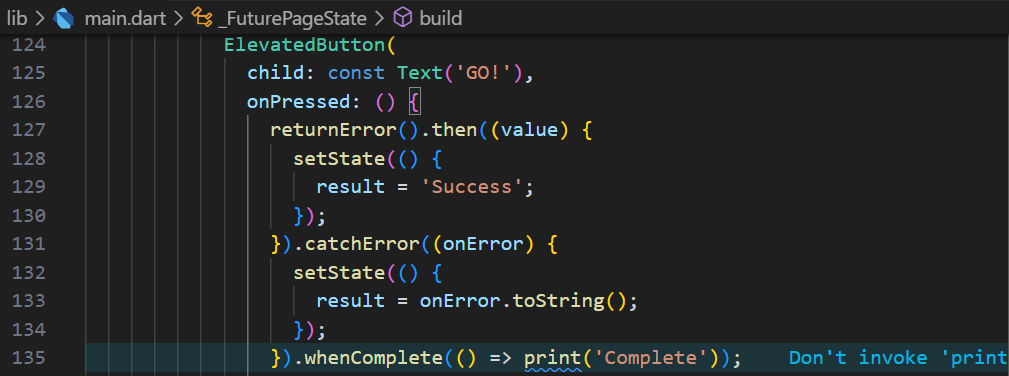 lib > main.dart > _FuturePageState > build
124 ElevatedButton(
125 child: const Text('GO!'),
126 onPressed: () {
127 returnError().then((value) {
128 setState(() {
129 result = 'Success';
130 });
131 }).catchError((onError) {
132 setState(() {
133 result = onError.toString();
134 });
135 }).whenComplete(() => print('Complete')); Don't invoke 'print